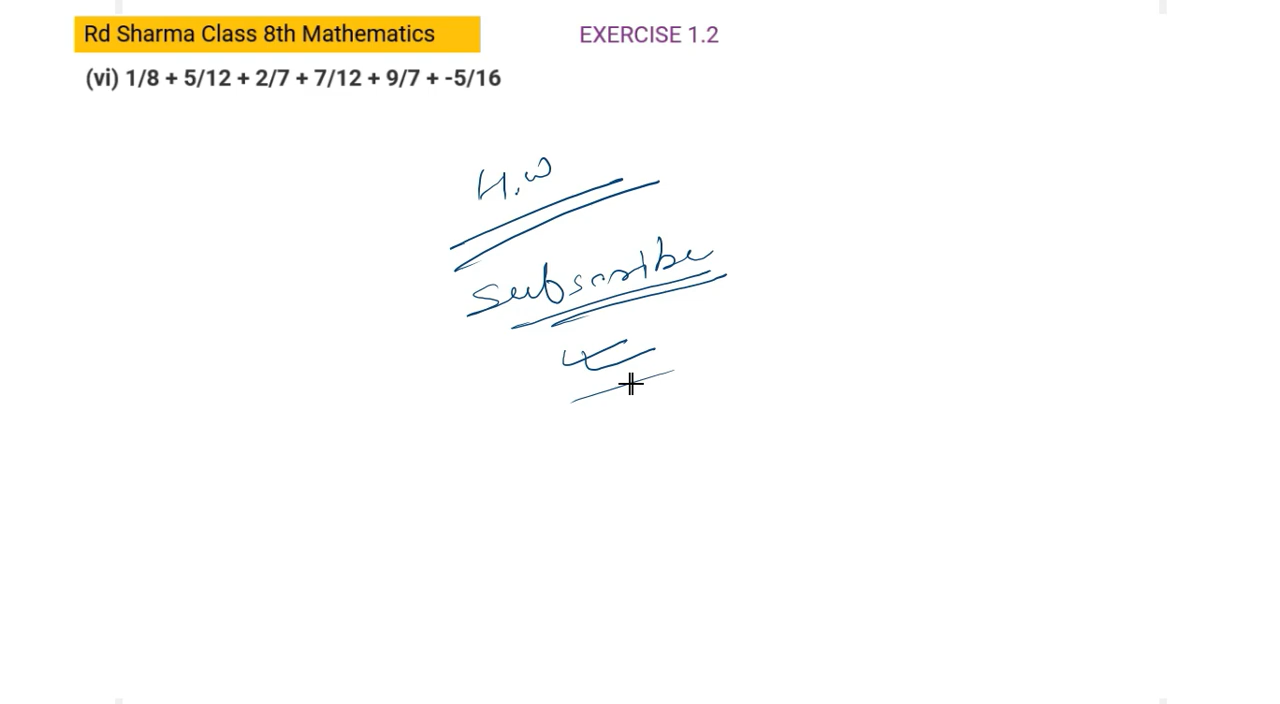 Rd Sharma Class 8th Mathematics EXERCISE 1.2
(vi) 1/8 + 5/12 + 2/7 + 7/12 + 9/7 + -5/16
H.W
Subscribe